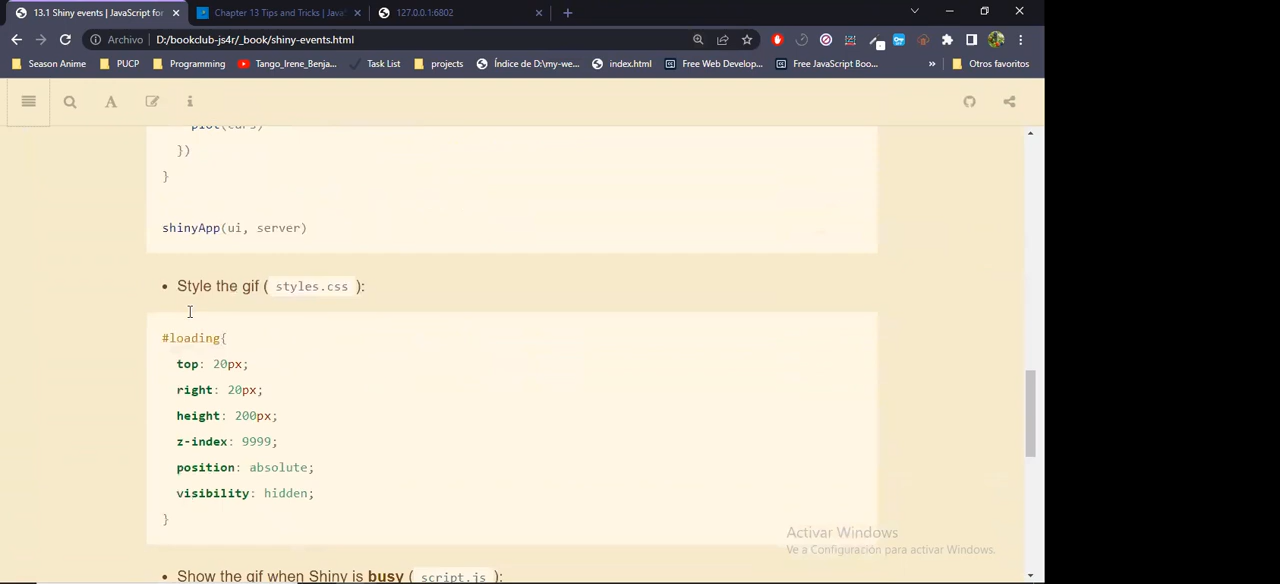 13.1 Shiny events | JavaScript for
Chapter 13 Tips and Tricks | Java
127.0.0.1:6802
Archivo
D:/bookclub-js4r/_book/shiny-events.html
Season Anime
PUCP
Programming
Tango_Irene_Benja...
Task List
projects
Índice de D:\my-we...
index.html
Free Web Develop...
Free JavaScript Boo...
»
Otros favoritos
plot(cars)
})
}
shinyApp(ui, server)
• Style the gif ( styles.css ):
#loading{
top: 20px;
right: 20px;
height: 200px;
z-index: 9999;
position: absolute;
visibility: hidden;
}
Activar Windows
Ve a Configuración para activar Windows.
• Show the gif when Shiny is busy ( script.js ):